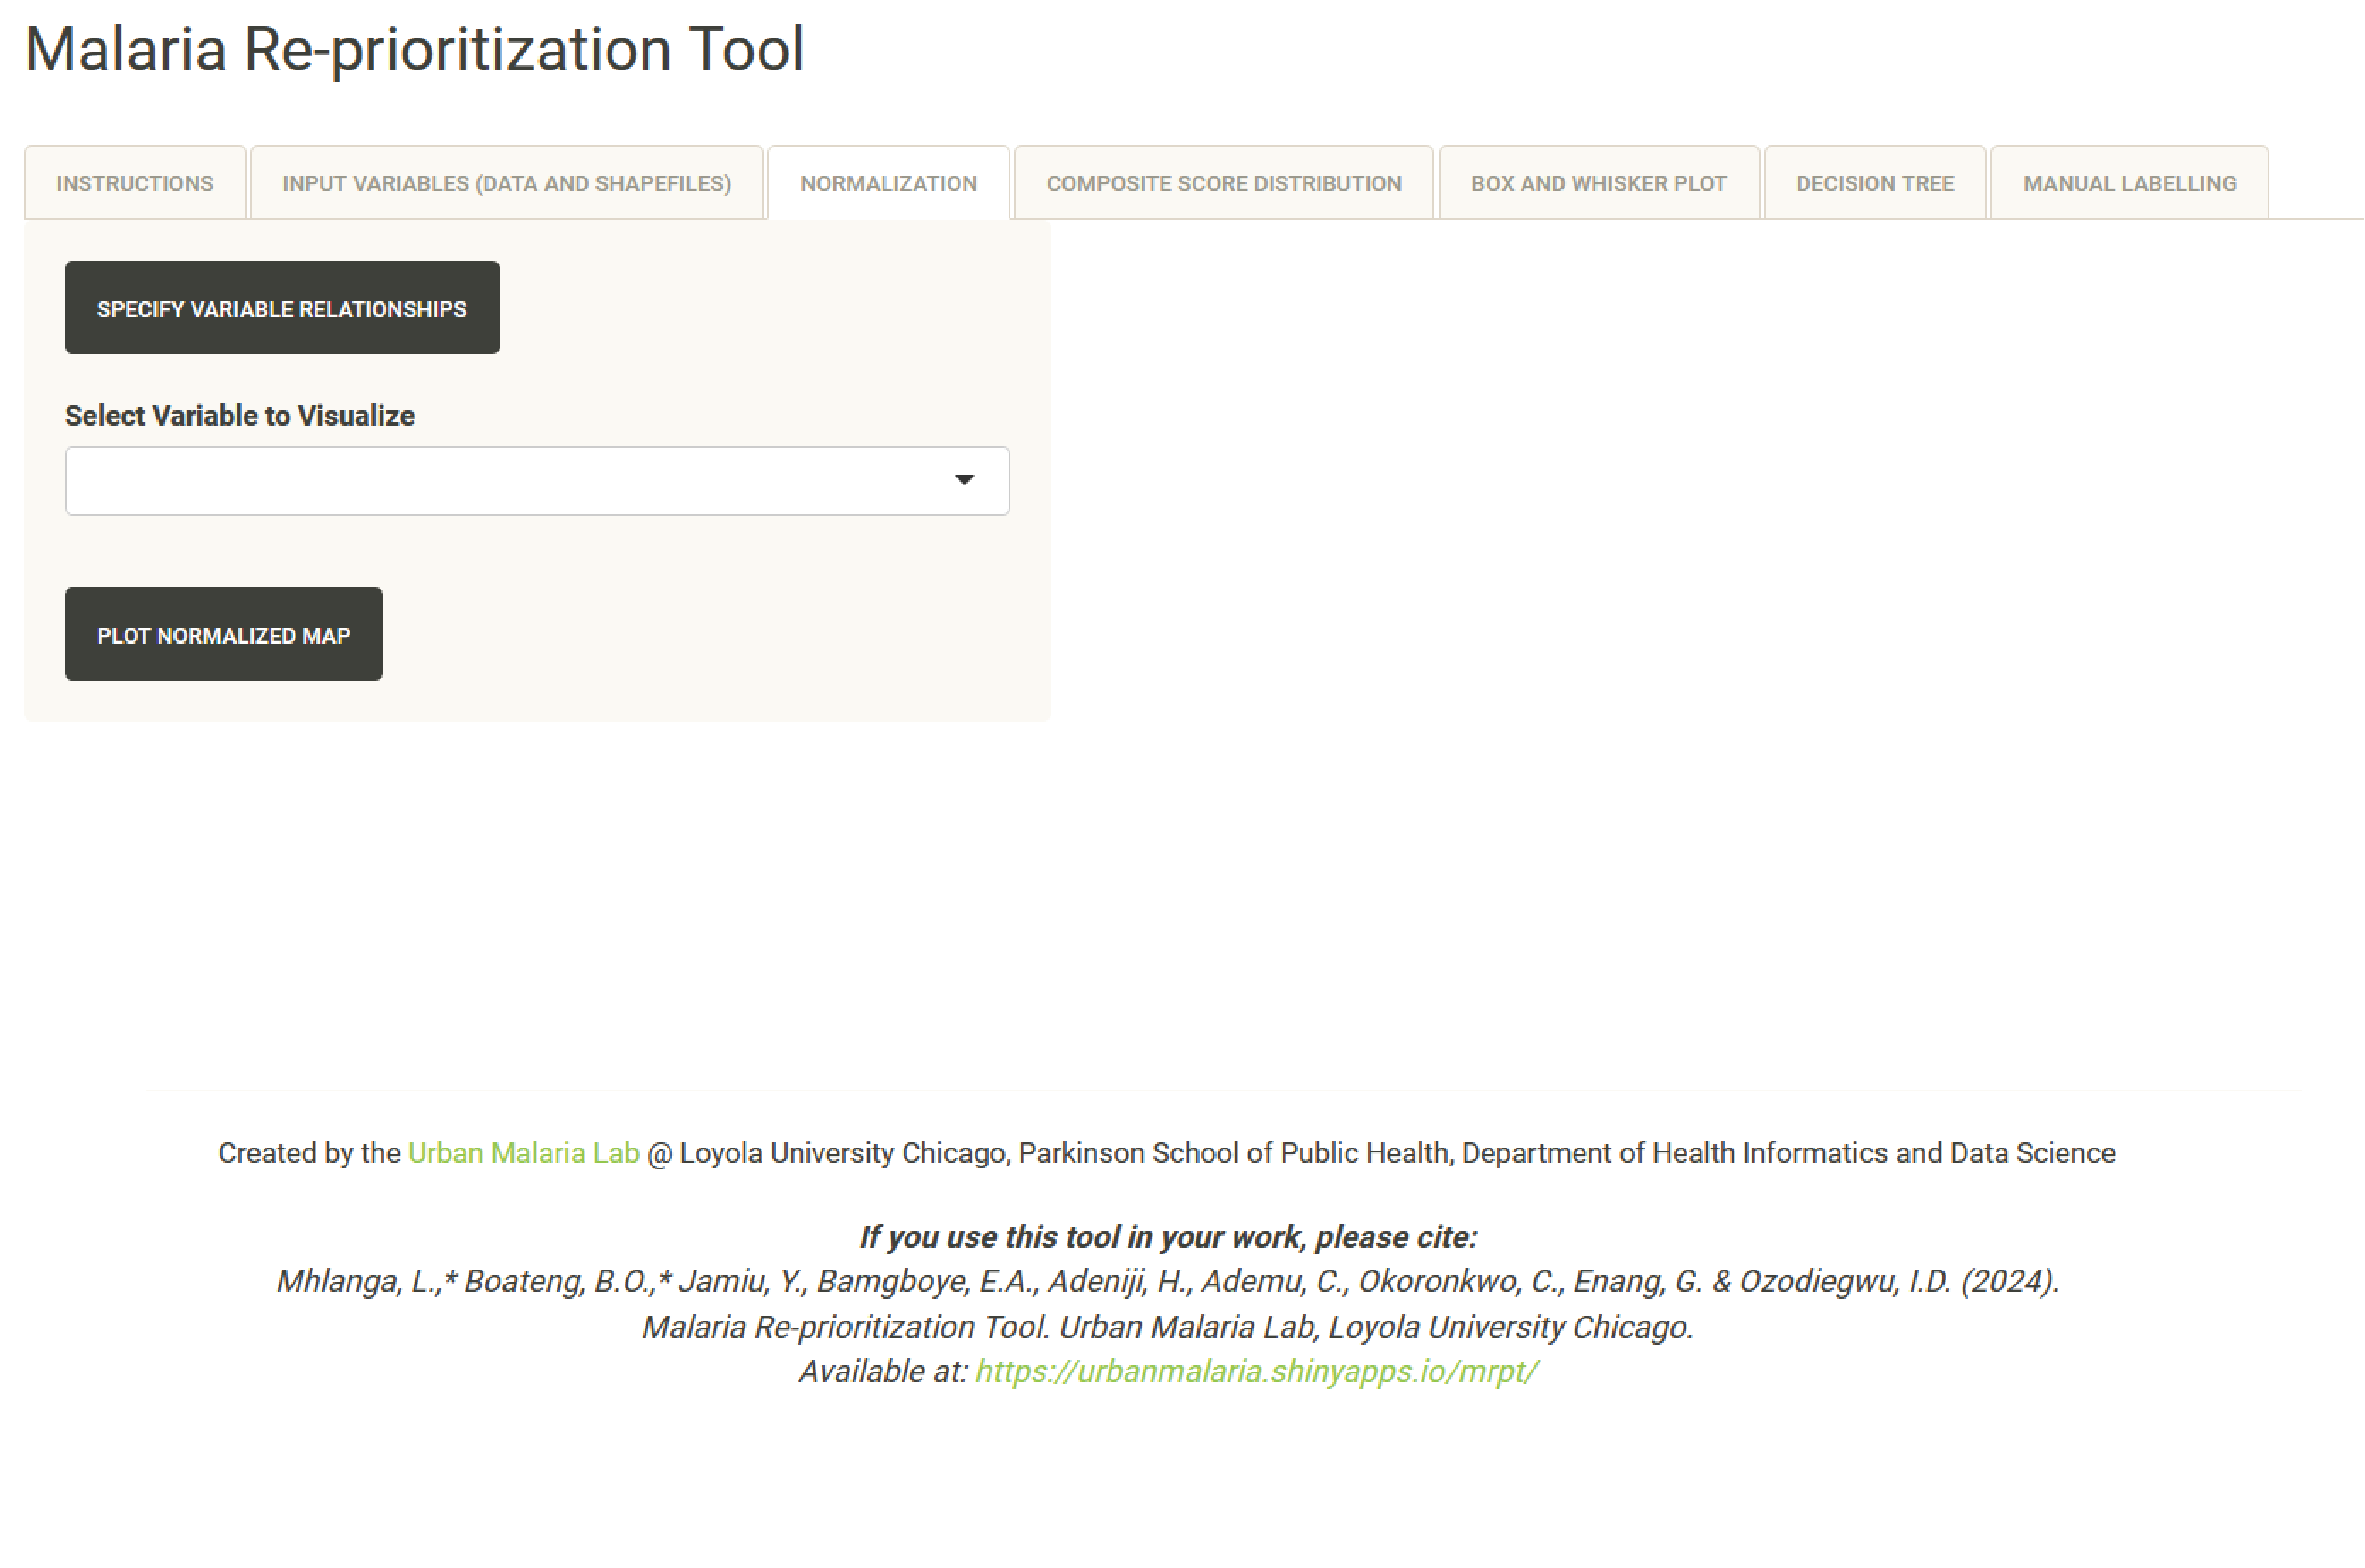 Malaria Re-prioritization Tool
INSTRUCTIONS
INPUT VARIABLES (DATA AND SHAPEFILES)
NORMALIZATION
COMPOSITE SCORE DISTRIBUTION
BOX AND WHISKER PLOT
DECISION TREE
MANUAL LABELLING
SPECIFY VARIABLE RELATIONSHIPS
Select Variable to Visualize
PLOT NORMALIZED MAP
Created by the Urban Malaria Lab @ Loyola University Chicago, Parkinson School of Public Health, Department of Health Informatics and Data Science
If you use this tool in your work, please cite:
Mhlanga, L.,* Boateng, B.O.,* Jamiu, Y., Bamgboye, E.A., Adeniji, H., Ademu, C., Okoronkwo, C., Enang, G. & Ozodiegwu, I.D. (2024).
Malaria Re-prioritization Tool. Urban Malaria Lab, Loyola University Chicago.
Available at: https://urbanmalaria.shinyapps.io/mrpt/